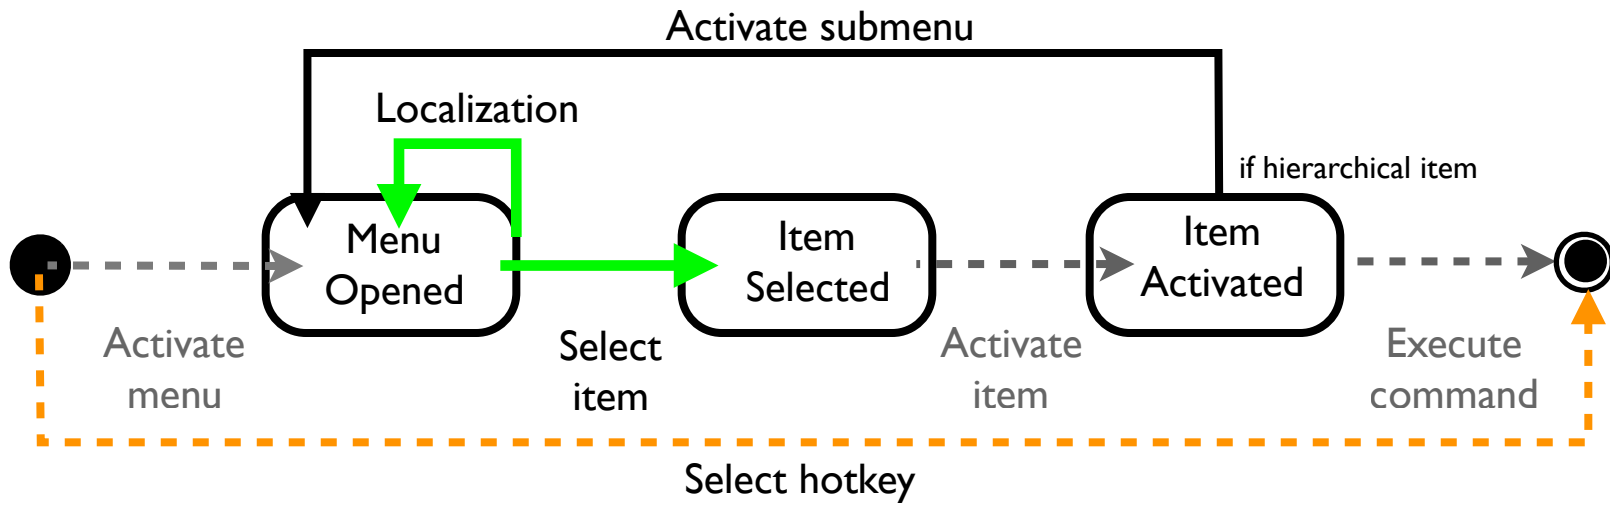 Activate submenu
Localization
if hierarchical item
Menu
Opened
Item
Selected
Item
Activated
Activate
menu
Select
item
Activate
item
Execute
command
Select hotkey